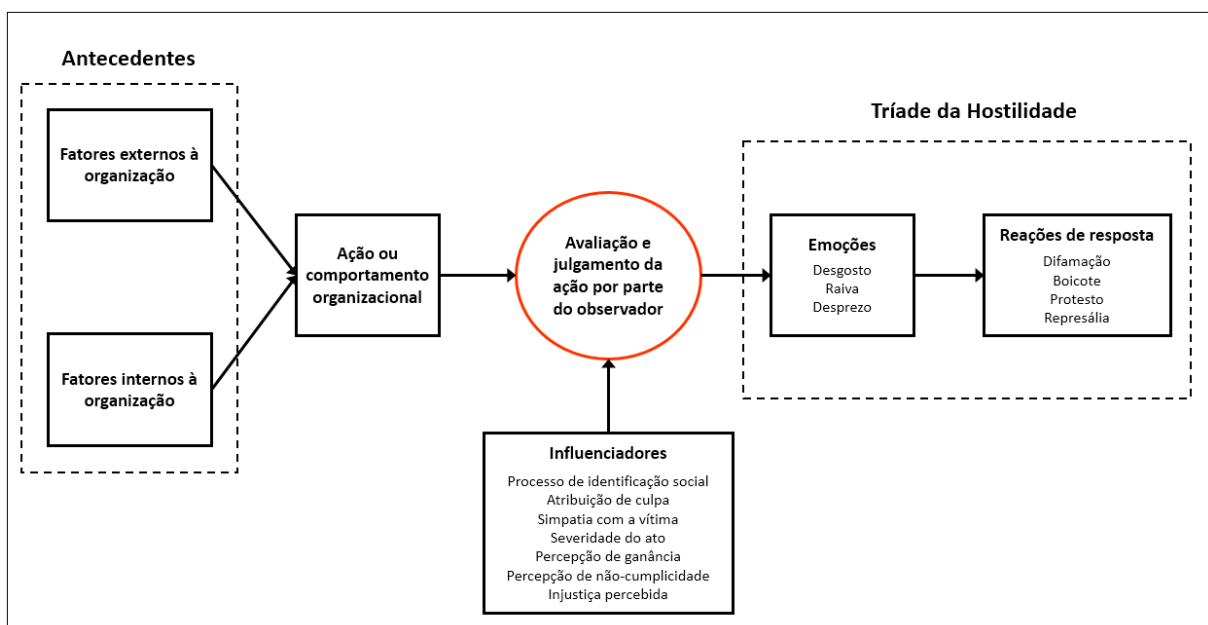 Antecedentes
Fatores externos à
organização
Fatores internos à
organização
Ação ou
comportamento
organizacional
Avaliação e
julgamento da
ação por parte
do observador
Influenciadores
Processo de identificação social
Atribuição de culpa
Simpatia com a vítima
Severidade do ato
Percepção de ganância
Percepção de não-cumplicidade
Injustiça percebida
Tríade da Hostilidade
Emoções
Desgosto
Raiva
Desprezo
Reações de resposta
Difamação
Boicote
Protesto
Represália